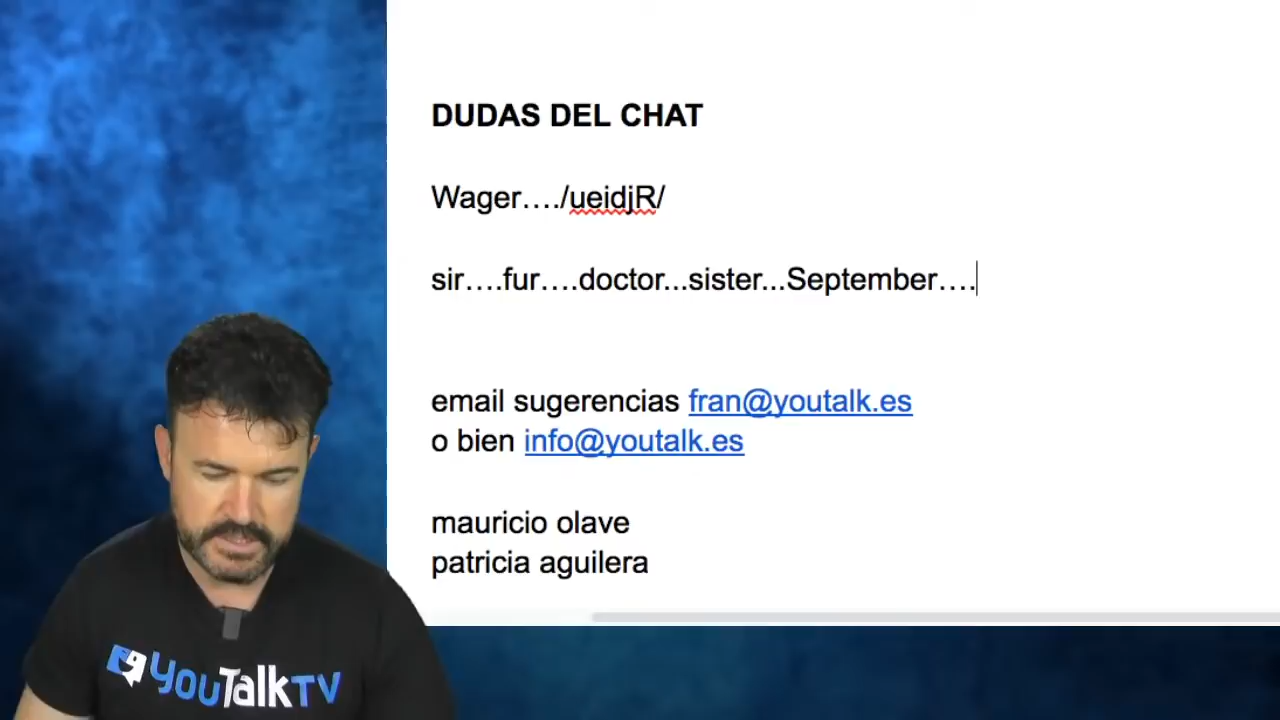 DUDAS DEL CHAT
Wager…./ueidjR/
sir….fur….doctor...sister...September….
email sugerencias fran@youtalk.es
o bien info@youtalk.es
mauricio olave
patricia aguilera
YouTalkTV